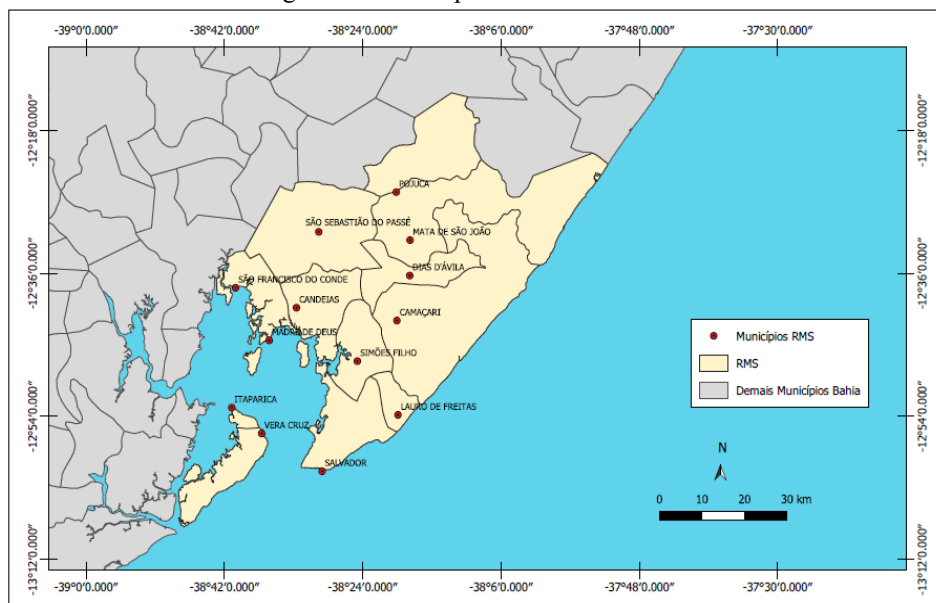 -39°0'0.000" -38°42'0.000" -38°24'0.000" -38°6'0.000" -37°48'0.000" -37°30'0.000"
-12°18'0.000" -12°18'0.000"
POJUCA
SÃO SEBASTIÃO DO PASSÉ
MATA DE SÃO JOÃO
DIAS D'ÁVILA
-12°36'0.000" -12°36'0.000"
SÃO FRANCISCO DO CONDE
CANDEIAS
CAMAÇARI
MADRE DE DEUS
SIMÕES FILHO
Municípios RMS
RMS
Demais Municípios Bahia
ITAPARICA
LAURO DE FREITAS
-12°54'0.000" -12°54'0.000"
VERA CRUZ
SALVADOR
N
0 10 20 30 km
-13°12'0.000" -13°12'0.000"
-39°0'0.000" -38°42'0.000" -38°24'0.000" -38°6'0.000" -37°48'0.000" -37°30'0.000"